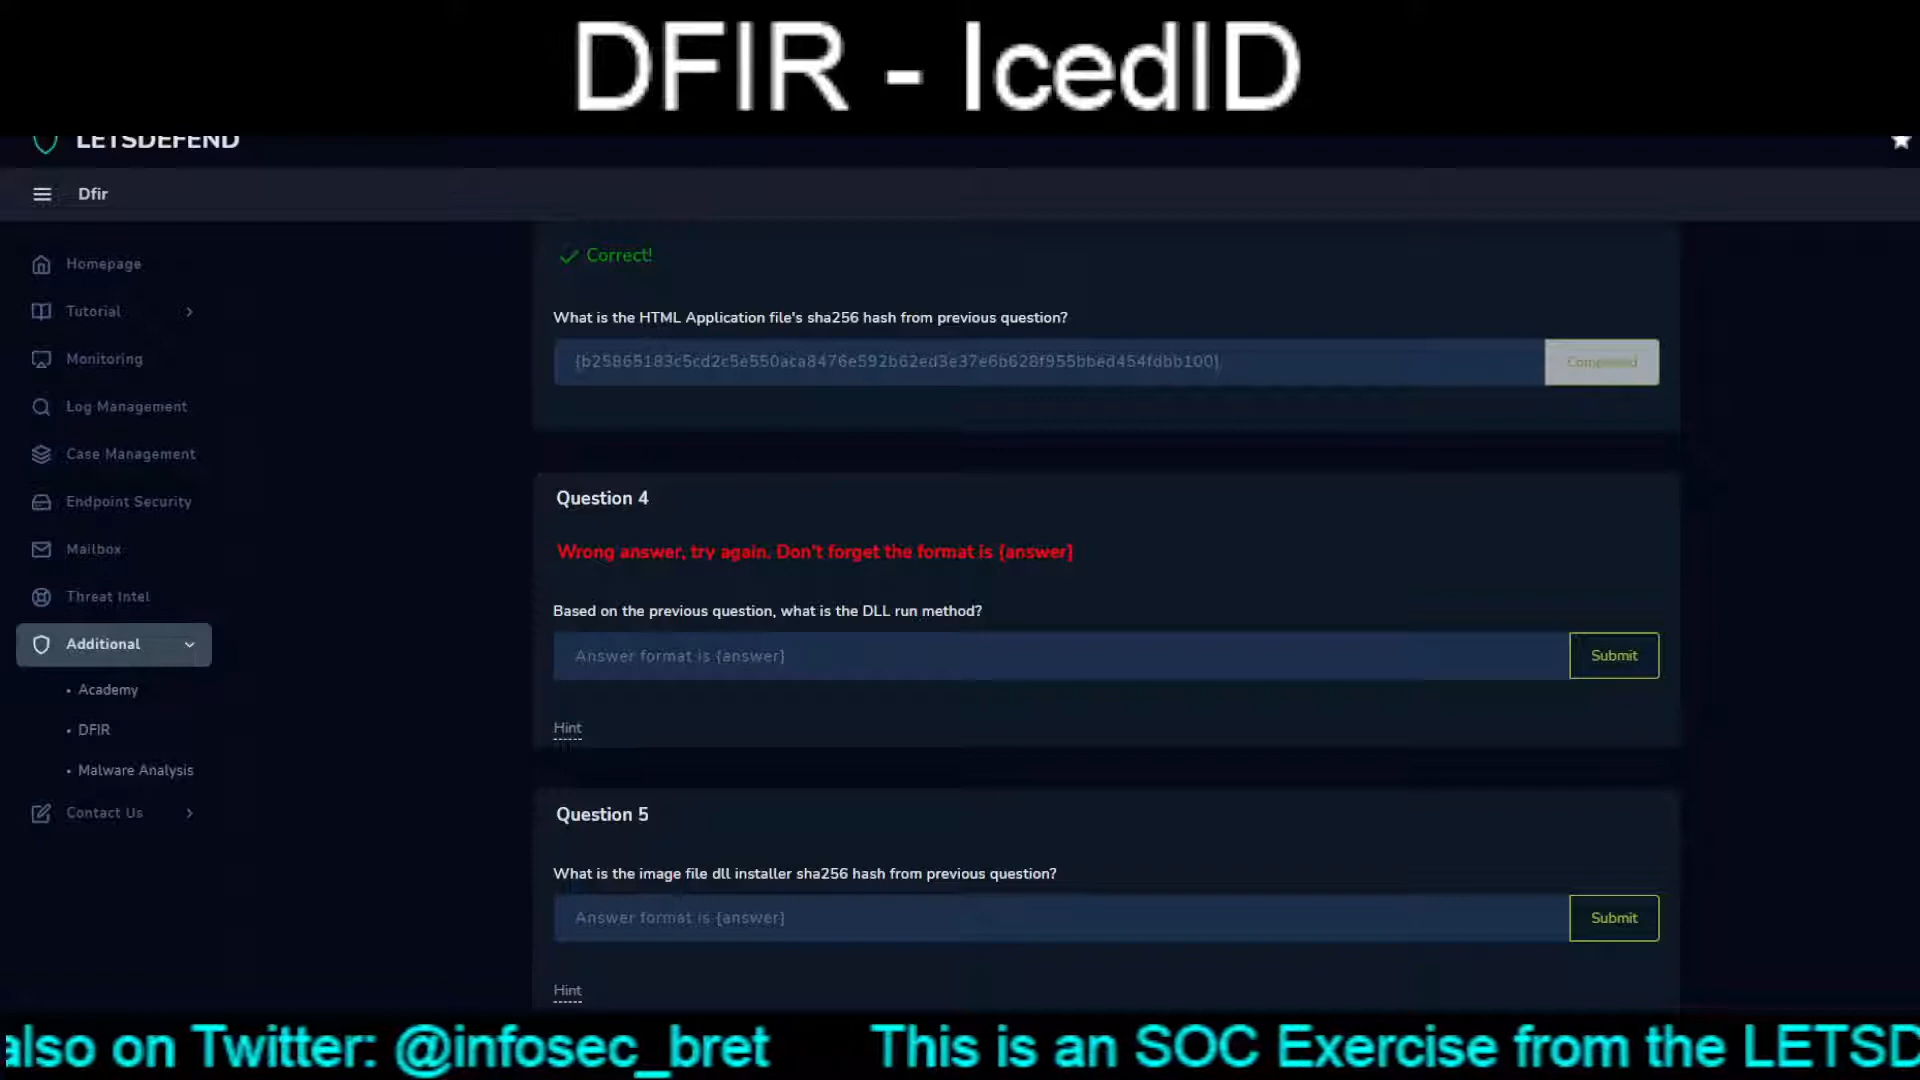 DFIR - IcedID
LETSDEFEND
Dfir
Homepage
Tutorial
Monitoring
Log Management
Case Management
Endpoint Security
Mailbox
Threat Intel
Additional
Academy
DFIR
Malware Analysis
Contact Us
Correct!
What is the HTML Application file's sha256 hash from previous question?
{b25865183c5cd2c5e550aca8476e592b62ed3e37e6b628f955bbed454fdbb100}
Completed
Question 4
Wrong answer, try again. Don't forget the format is {answer}
Based on the previous question, what is the DLL run method?
Answer format is {answer}
Submit
Hint
Question 5
What is the image file dll installer sha256 hash from previous question?
Answer format is {answer}
Submit
Hint
also on Twitter: @infosec_bret This is an SOC Exercise from the LETSD